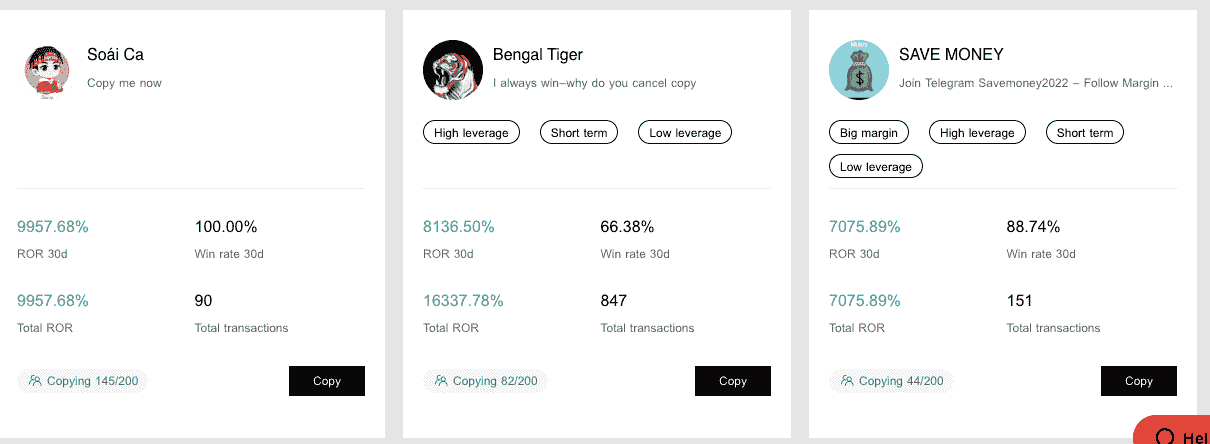 Soái Ca
Copy me now
9957.68%
100.00%
ROR 30d
Win rate 30d
9957.68%
90
Total ROR
Total transactions
Copying 145/200
Copy
Bengal Tiger
I always win–why do you cancel copy
High leverage
Short term
Low leverage
8136.50%
66.38%
ROR 30d
Win rate 30d
16337.78%
847
Total ROR
Total transactions
Copying 82/200
Copy
SAVE MONEY
Join Telegram Savemoney2022 – Follow Margin ...
Big margin
High leverage
Short term
Low leverage
7075.89%
88.74%
ROR 30d
Win rate 30d
7075.89%
151
Total ROR
Total transactions
Copying 44/200
Copy
Hel